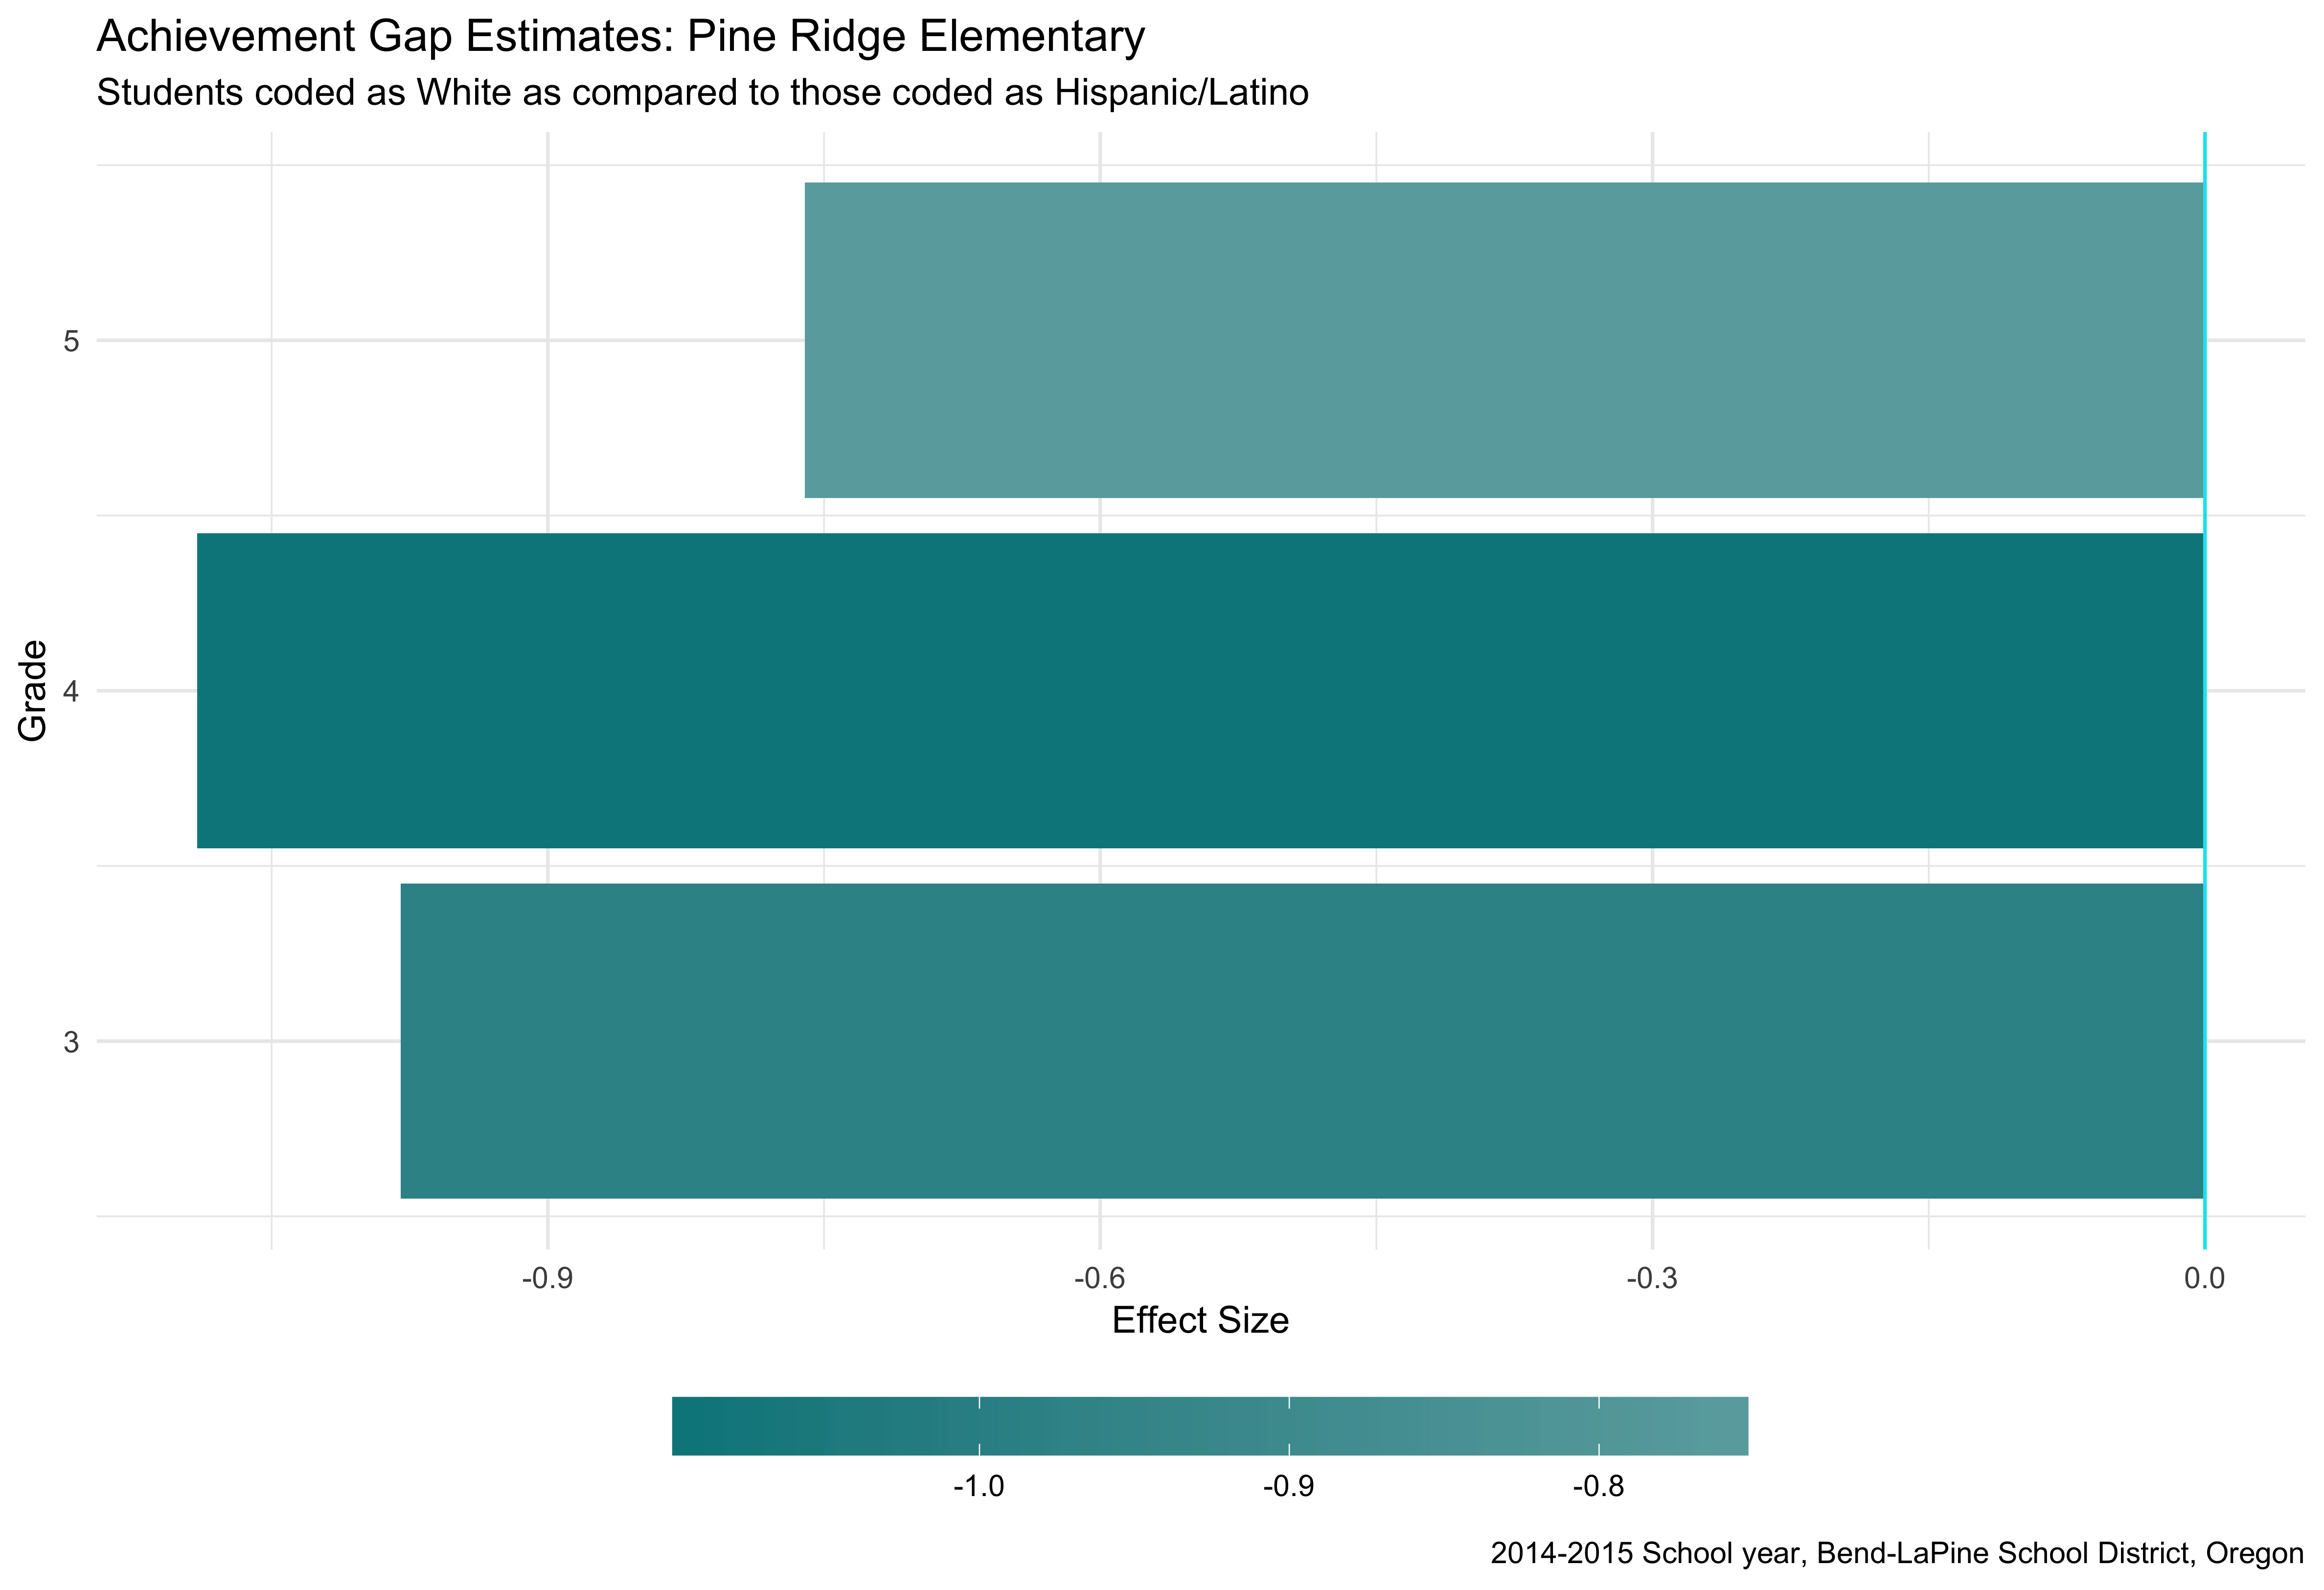 Achievement Gap Estimates: Pine Ridge Elementary
Students coded as White as compared to those coded as Hispanic/Latino
Grade
5
4
3
-0.9
-0.6
-0.3
0.0
Effect Size
-1.0
-0.9
-0.8
2014-2015 School year, Bend-LaPine School District, Oregon